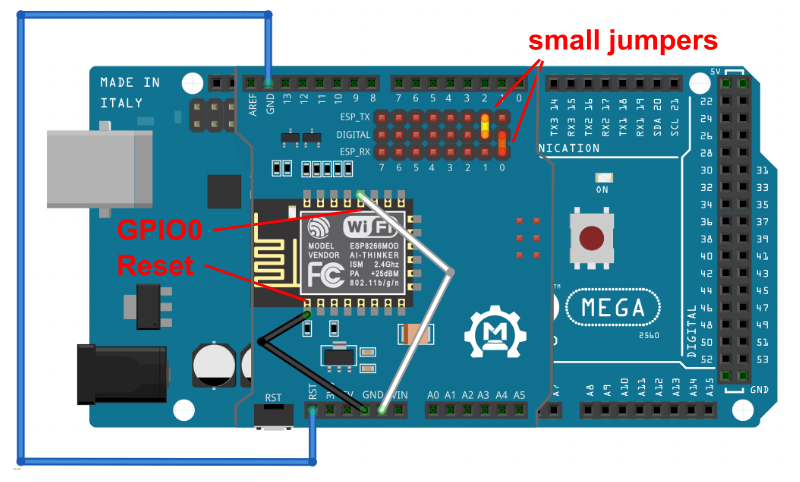 small jumpers
MADE IN
ITALY
AREF
GND
13
12
11
10
9
8
7
6
5
4
3
2
1
0
ESP_TX
DIGITAL
ESP_RX
7
6
5
4
3
2
1
0
TX3 14
RX3 15
TX2 16
RX2 17
TX1 18
RX1 19
SDA 20
SCL 21
NICATION
ON
5V
22
24
26
28
30
32
34
36
38
40
42
44
46
48
50
52
31
33
35
37
39
41
43
45
47
49
51
53
DIGITAL
GND
GPIO0
Reset
WiFi
MODEL ESP8266MOD
VENDOR AI-THINKER
ISM 2.4Ghz
PA +25dBM
802.11b/g/n
FC
M
TM
MEGA
2560
RST
RST
GND
VIN
A0
A1
A2
A3
A4
A5
A7
A8
A9
A10
A11
A12
A13
A14
A15